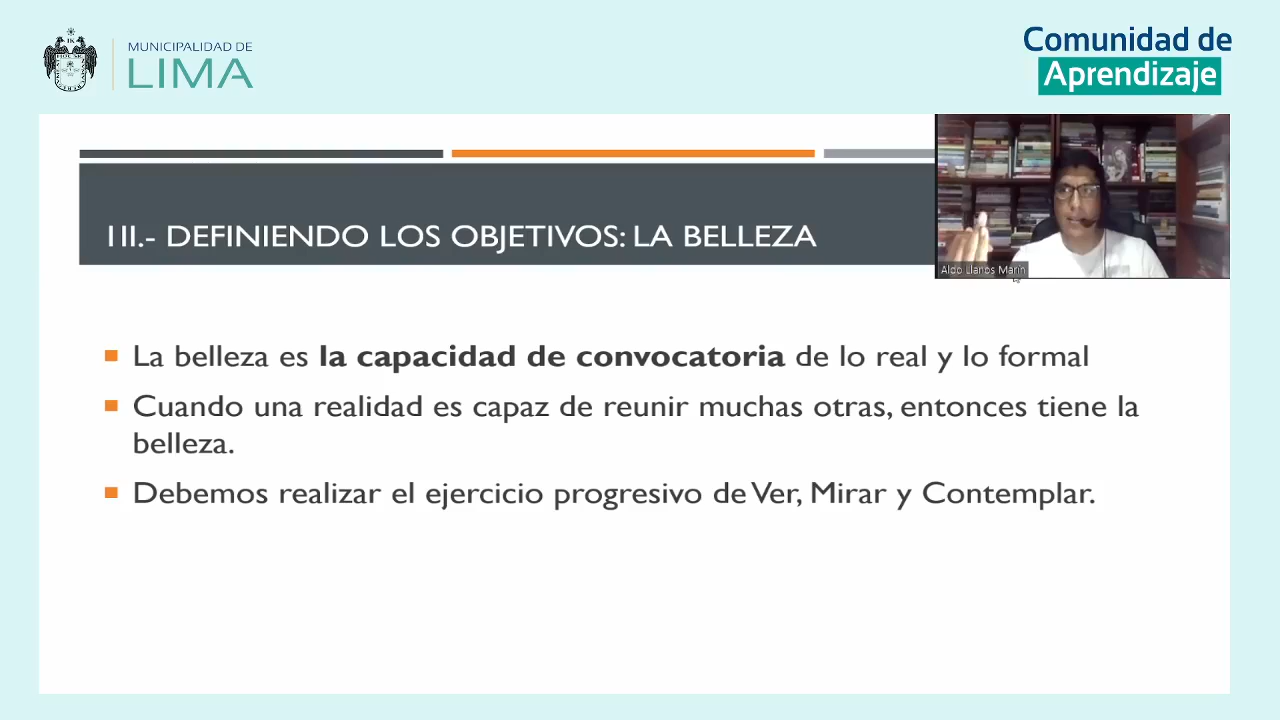 MUNICIPALIDAD DE
LIMA
Comunidad de
Aprendizaje
III.- DEFINIENDO LOS OBJETIVOS: LA BELLEZA
Aldo Llanos Marin
La belleza es la capacidad de convocatoria de lo real y lo formal
Cuando una realidad es capaz de reunir muchas otras, entonces tiene la
belleza.
Debemos realizar el ejercicio progresivo de Ver, Mirar y Contemplar.